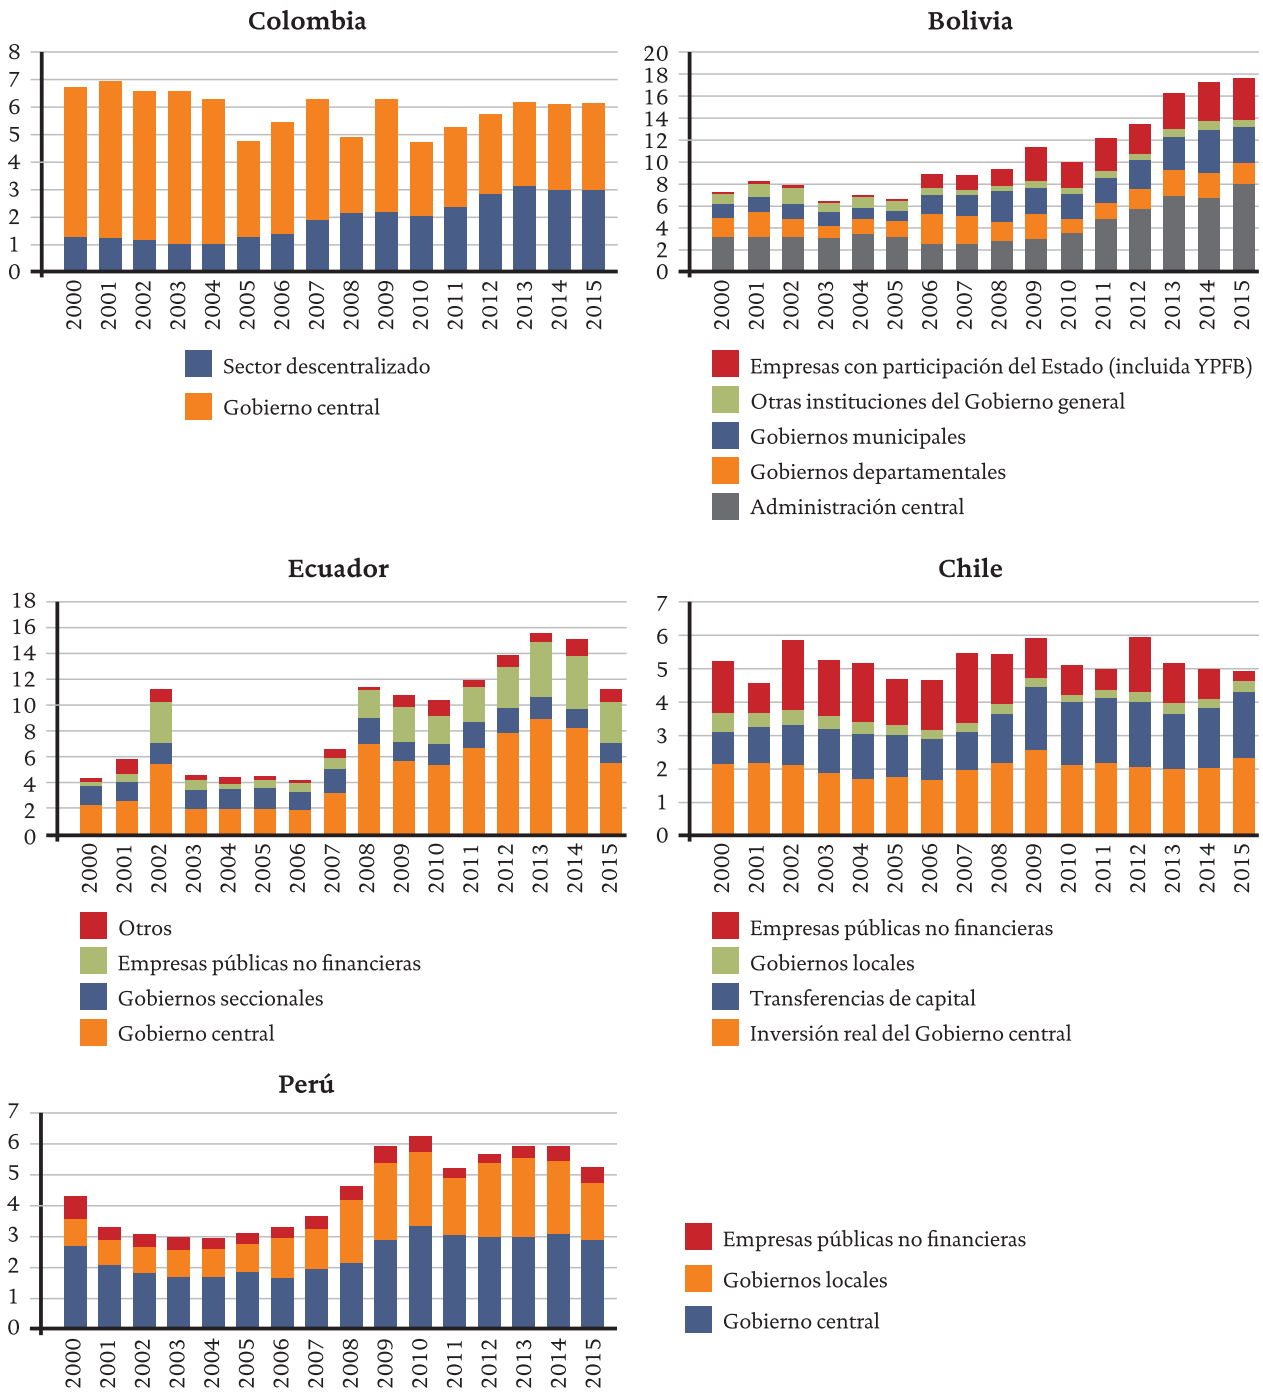 Colombia
8
7
6
5
4
3
2
1
0
2000 2001 2002 2003 2004 2005 2006 2007 2008 2009 2010 2011 2012 2013 2014 2015
Sector descentralizado
Gobierno central
Bolivia
20
18
16
14
12
10
8
6
4
2
0
2000 2001 2002 2003 2004 2005 2006 2007 2008 2009 2010 2011 2012 2013 2014 2015
Empresas con participación del Estado (incluida YPFB)
Otras instituciones del Gobierno general
Gobiernos municipales
Gobiernos departamentales
Administración central
Ecuador
18
16
14
12
10
8
6
4
2
0
2000 2001 2002 2003 2004 2005 2006 2007 2008 2009 2010 2011 2012 2013 2014 2015
Otros
Empresas públicas no financieras
Gobiernos seccionales
Gobierno central
Chile
7
6
5
4
3
2
1
0
2000 2001 2002 2003 2004 2005 2006 2007 2008 2009 2010 2011 2012 2013 2014 2015
Empresas públicas no financieras
Gobiernos locales
Transferencias de capital
Inversión real del Gobierno central
Perú
7
6
5
4
3
2
1
0
2000 2001 2002 2003 2004 2005 2006 2007 2008 2009 2010 2011 2012 2013 2014 2015
Empresas públicas no financieras
Gobiernos locales
Gobierno central